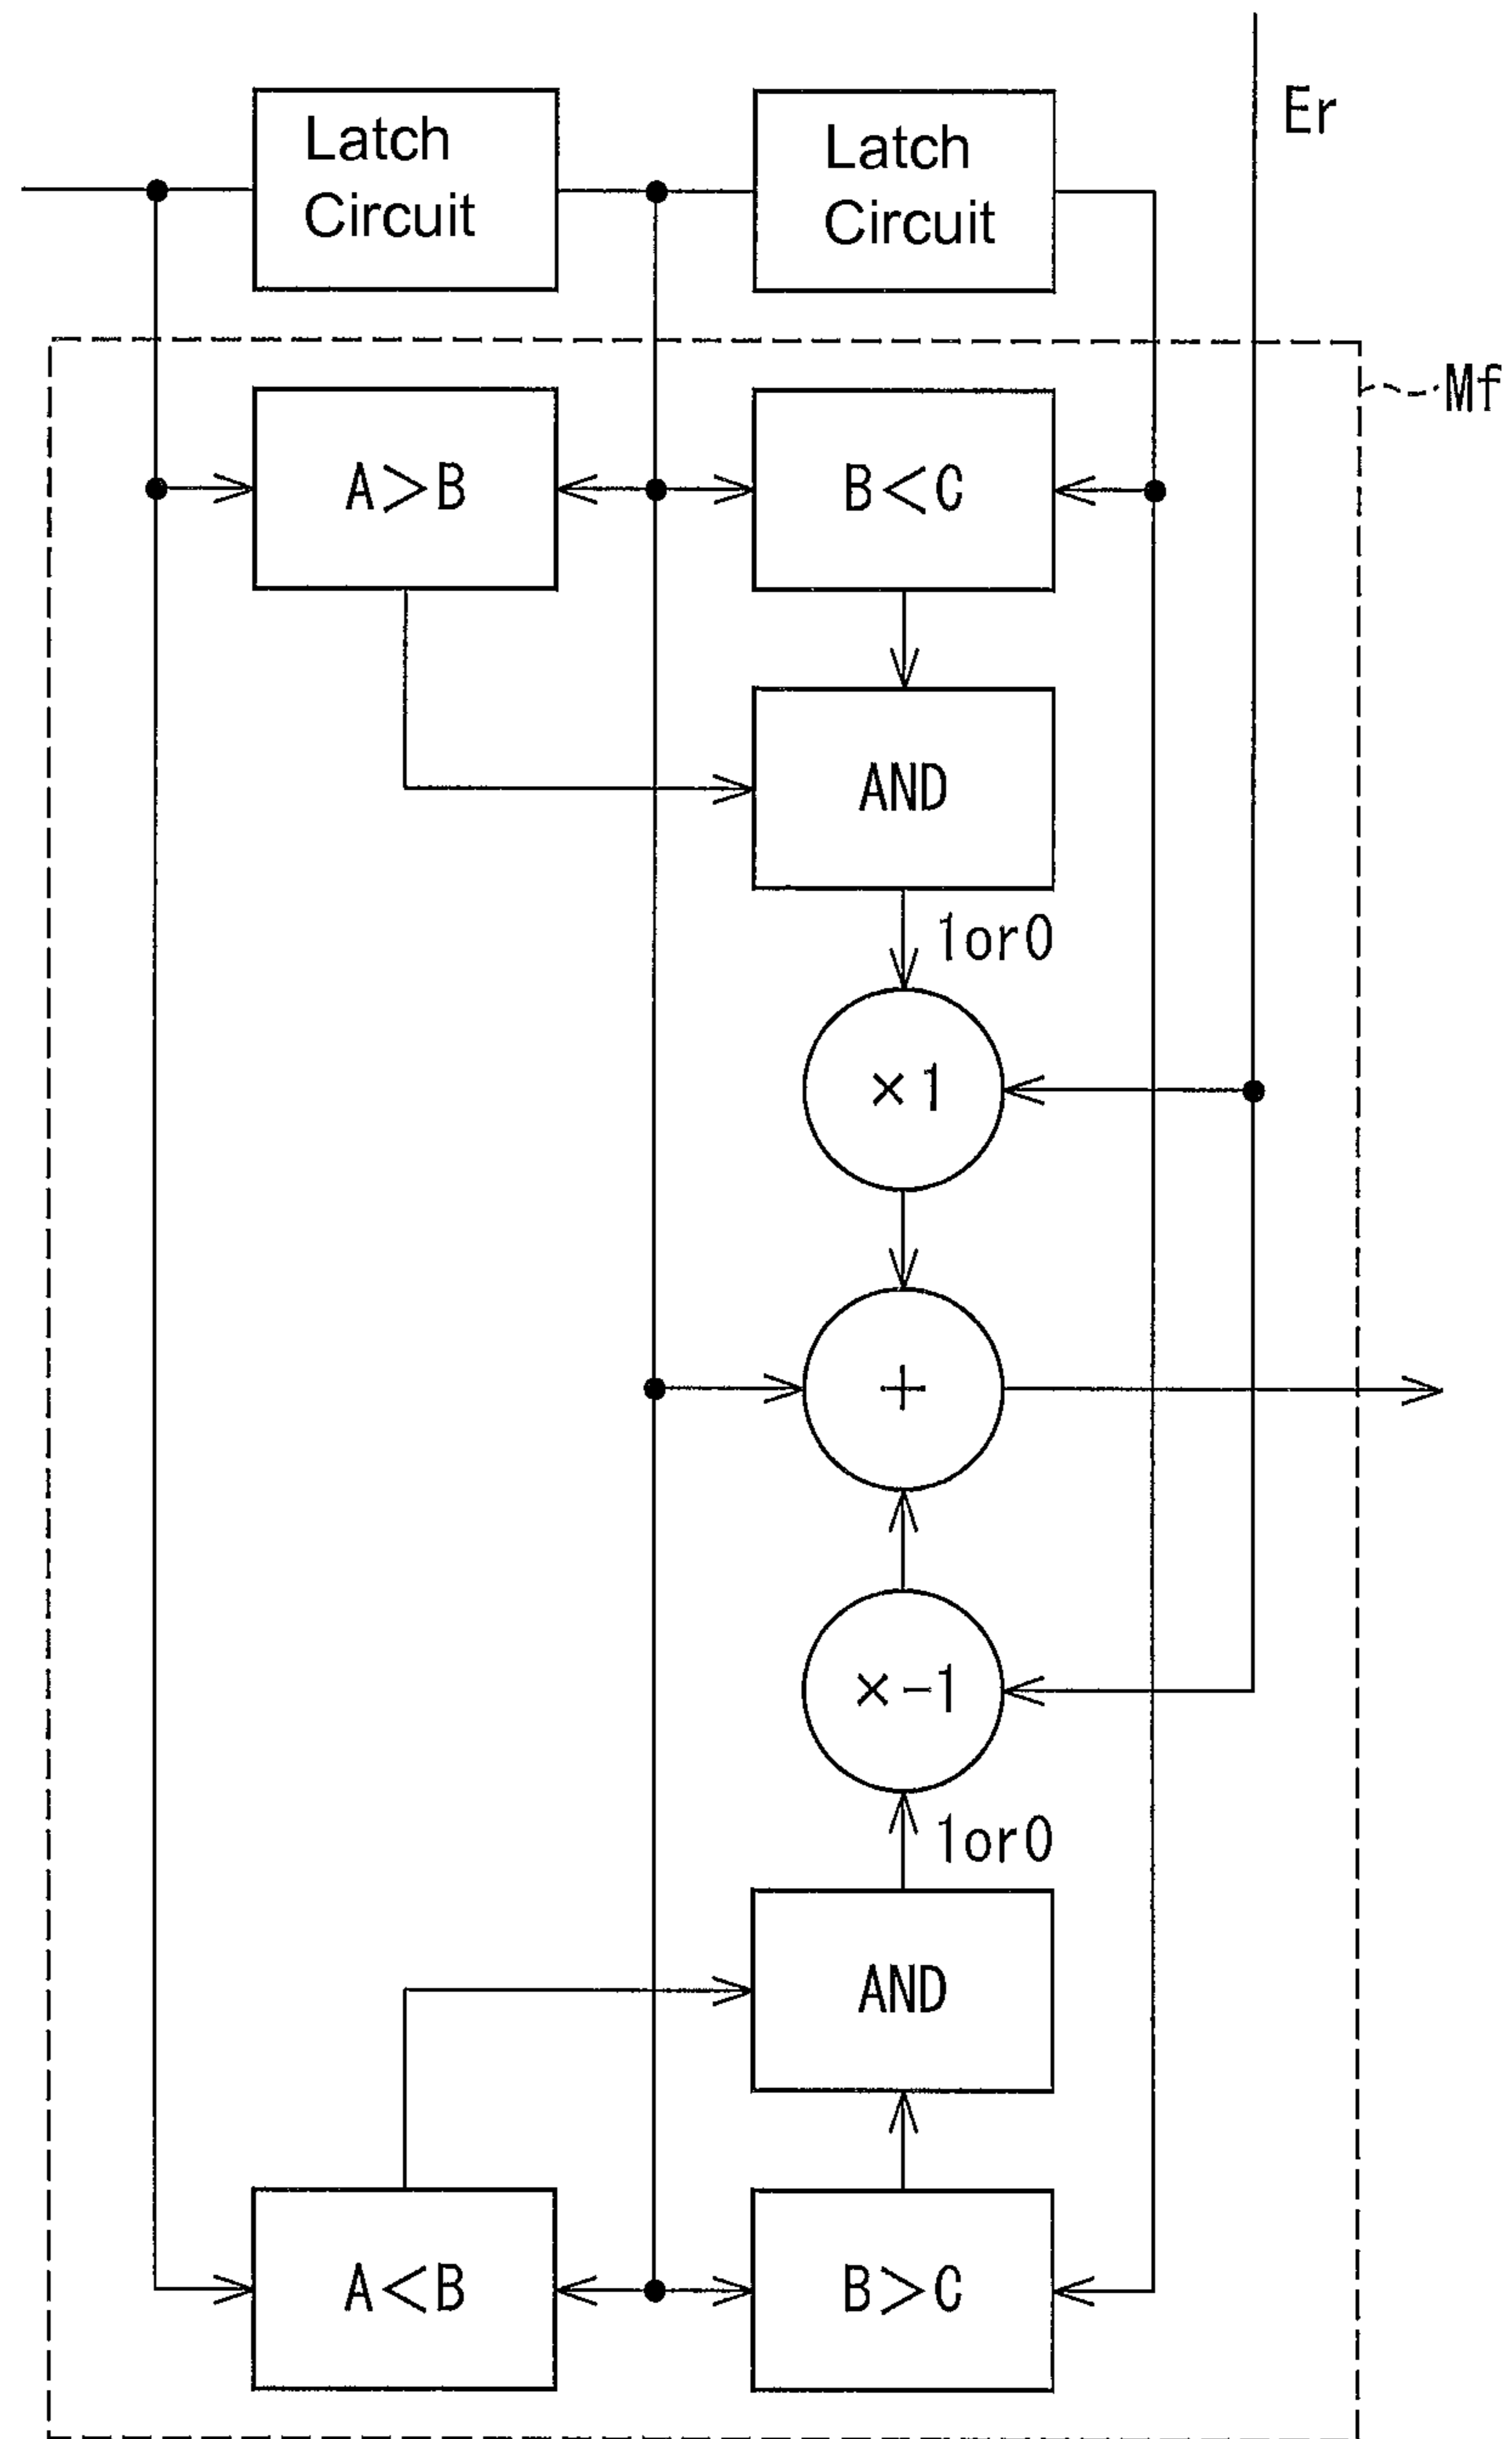 Er
Latch
Circuit
Latch
Circuit
Mf
A>B
B<C
AND
1or0
×1
+
×-1
1or0
AND
A<B
B>C